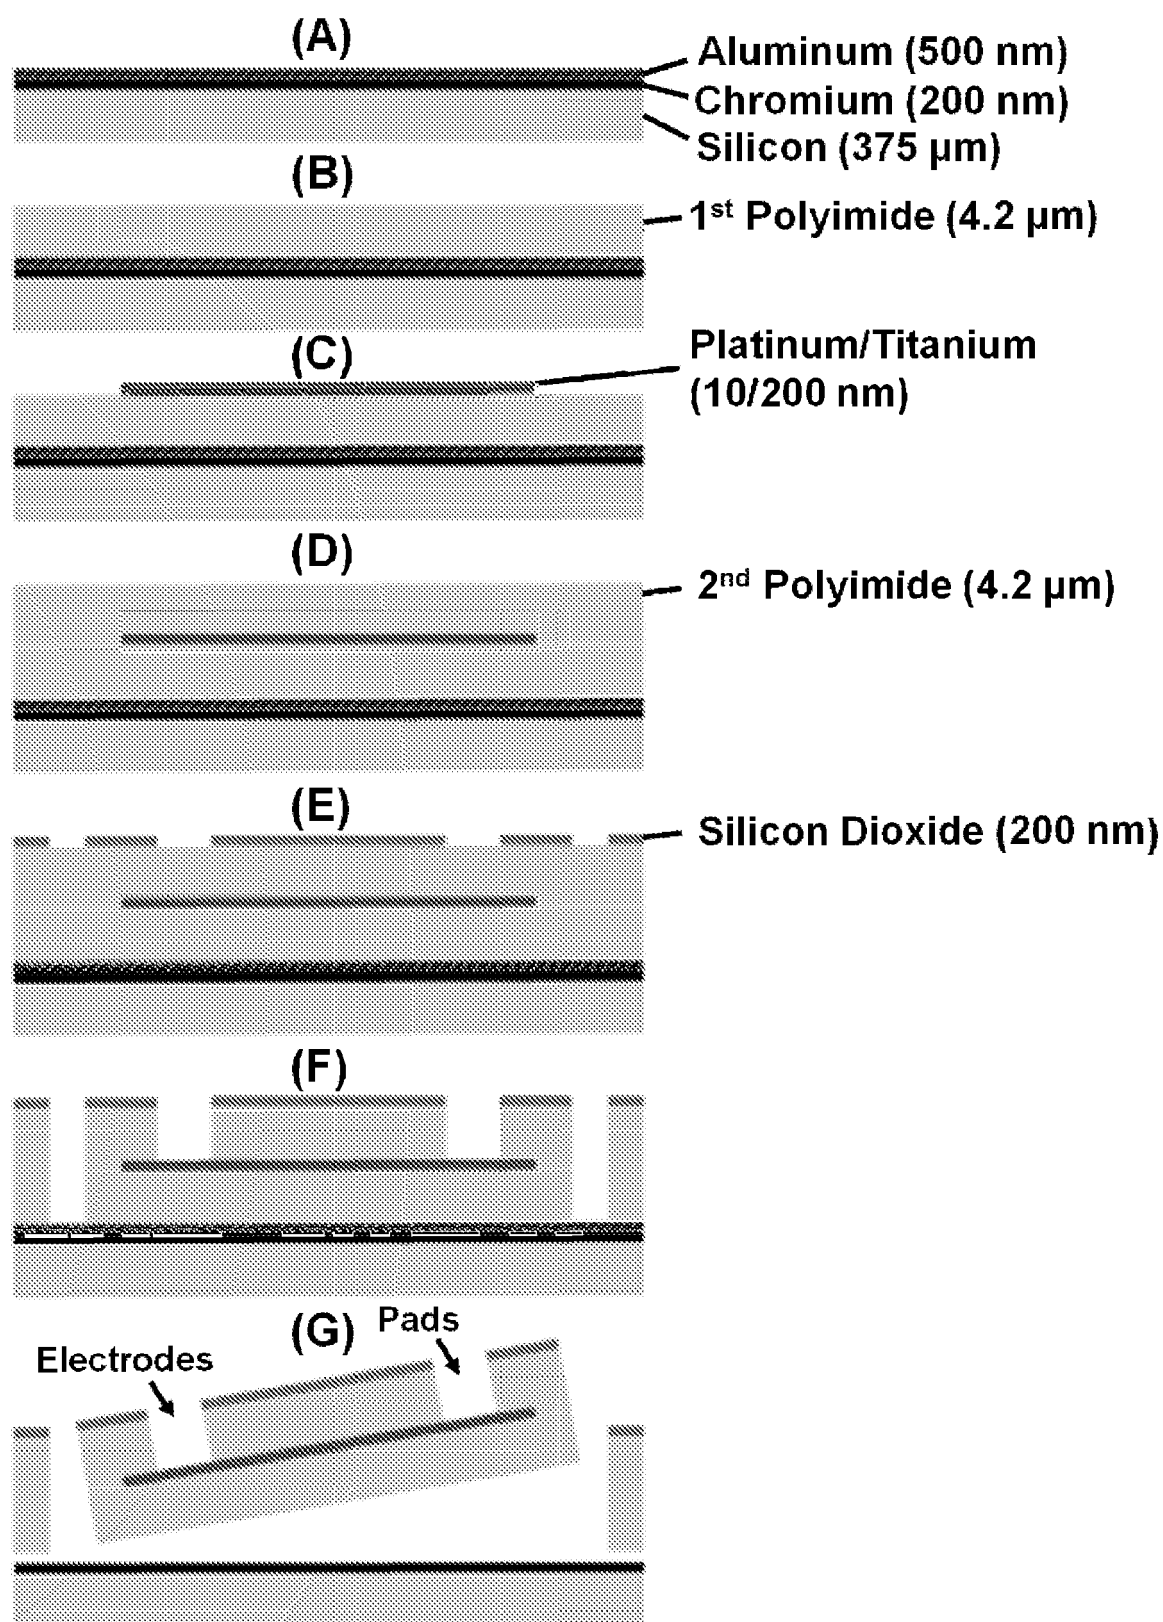 (A)
Aluminum (500 nm)
Chromium (200 nm)
Silicon (375 µm)
(B)
1st Polyimide (4.2 µm)
(C)
Platinum/Titanium
(10/200 nm)
(D)
2nd Polyimide (4.2 µm)
(E)
Silicon Dioxide (200 nm)
(F)
(G)
Pads
Electrodes